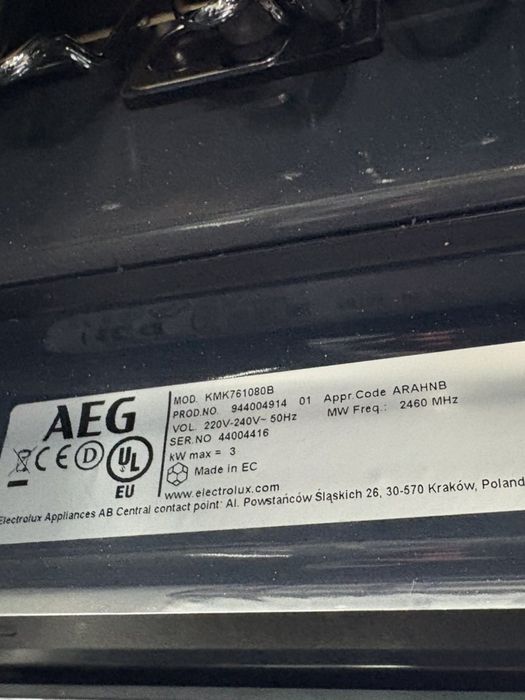 AEG
CE D UL
EU
MOD. KMK761080B
PROD.NO. 944004914 01 Appr.Code ARAHNB
VOL. 220V-240V~ 50Hz MW Freq.: 2460 MHz
SER.NO 44004416
kW max = 3
Made in EC
www.electrolux.com
Electrolux Appliances AB Central contact point: Al. Powstańców Śląskich 26, 30-570 Kraków, Poland